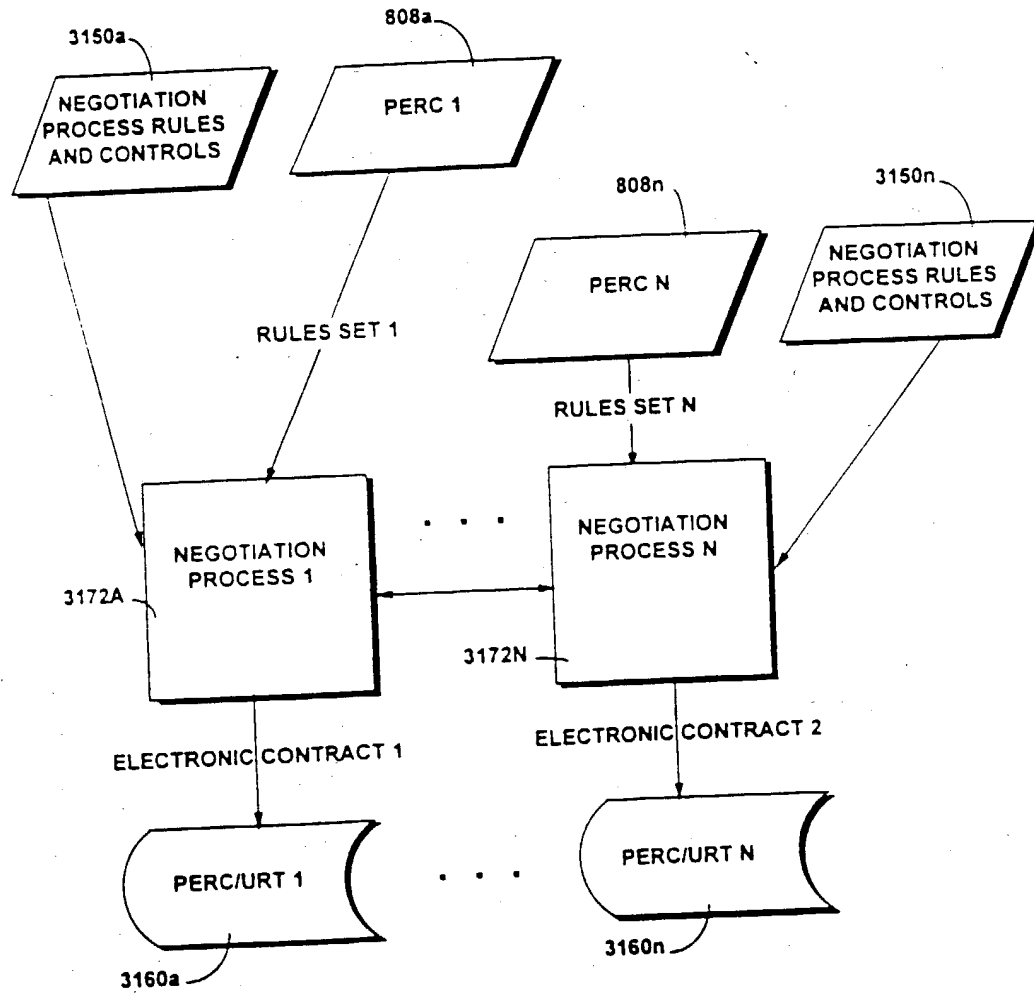 3150a
808a
NEGOTIATION
PROCESS RULES
AND CONTROLS
PERC 1
808n
3150n
PERC N
NEGOTIATION
PROCESS RULES
AND CONTROLS
RULES SET 1
RULES SET N
NEGOTIATION
PROCESS 1
. . .
NEGOTIATION
PROCESS N
3172A
3172N
ELECTRONIC CONTRACT 1
ELECTRONIC CONTRACT 2
PERC/URT 1
. . .
PERC/URT N
3160a
3160n